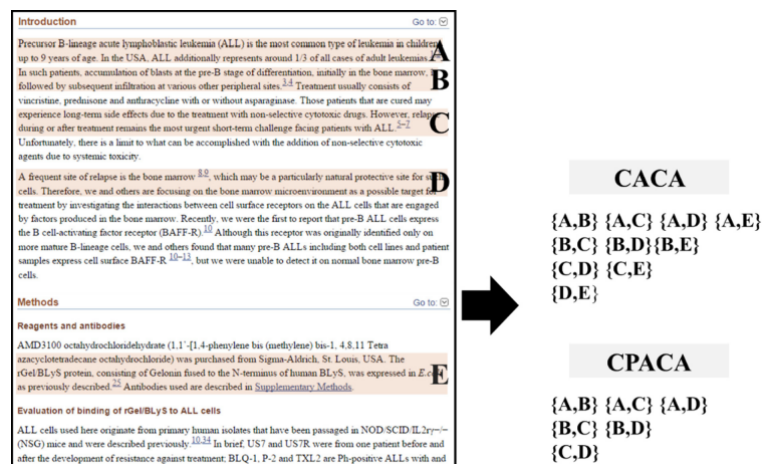 Introduction
Go to:
Precursor B-lineage acute lymphoblastic leukemia (ALL) is the most common type of leukemia in children
up to 9 years of age. In the USA, ALL additionally represents around 1/3 of all cases of adult leukemias.
A
In such patients, accumulation of blasts at the pre-B stage of differentiation, initially in the bone marrow,
followed by subsequent infiltration at various other peripheral sites.3,4 Treatment usually consists of
B
vincristine, prednisone and anthracycline with or without asparaginase. Those patients that are cured may
experience long-term side effects due to the treatment with non-selective cytotoxic drugs. However, relapse
during or after treatment remains the most urgent short-term challenge facing patients with ALL.5–7
C
Unfortunately, there is a limit to what can be accomplished with the addition of non-selective cytotoxic
agents due to systemic toxicity.
A frequent site of relapse is the bone marrow 8,9, which may be a particularly natural protective site for such
cells. Therefore, we and others are focusing on the bone marrow microenvironment as a possible target for
D
treatment by investigating the interactions between cell surface receptors on the ALL cells that are engaged
by factors produced in the bone marrow. Recently, we were the first to report that pre-B ALL cells express
the B cell-activating factor receptor (BAFF-R).10 Although this receptor was originally identified only on
more mature B-lineage cells, we and others found that many pre-B ALLs including both cell lines and patient
samples express cell surface BAFF-R 10–13, but we were unable to detect it on normal bone marrow pre-B
cells.
Methods
Go to:
Reagents and antibodies
AMD3100 octahydrochloridehydrate (1,1'-[1,4-phenylene bis (methylene) bis-1, 4,8,11 Tetra
azacyclotetradecane octahydrochloride) was purchased from Sigma-Aldrich, St. Louis, USA. The
rGel/BLyS protein, consisting of Gelonin fused to the N-terminus of human BLyS, was expressed in E.coli
as previously described.25 Antibodies used are described in Supplementary Methods.
E
Evaluation of binding of rGel/BLyS to ALL cells
ALL cells used here originate from primary human isolates that have been passaged in NOD/SCID/IL2rγ−/−
(NSG) mice and were described previously.10,34 In brief, US7 and US7R were from one patient before and
after the development of resistance against treatment; BLQ-1, P-2 and TXL2 are Ph-positive ALLs with and
CACA
{A,B} {A,C} {A,D} {A,E}
{B,C} {B,D}{B,E}
{C,D} {C,E}
{D,E}
CPACA
{A,B} {A,C} {A,D}
{B,C} {B,D}
{C,D}